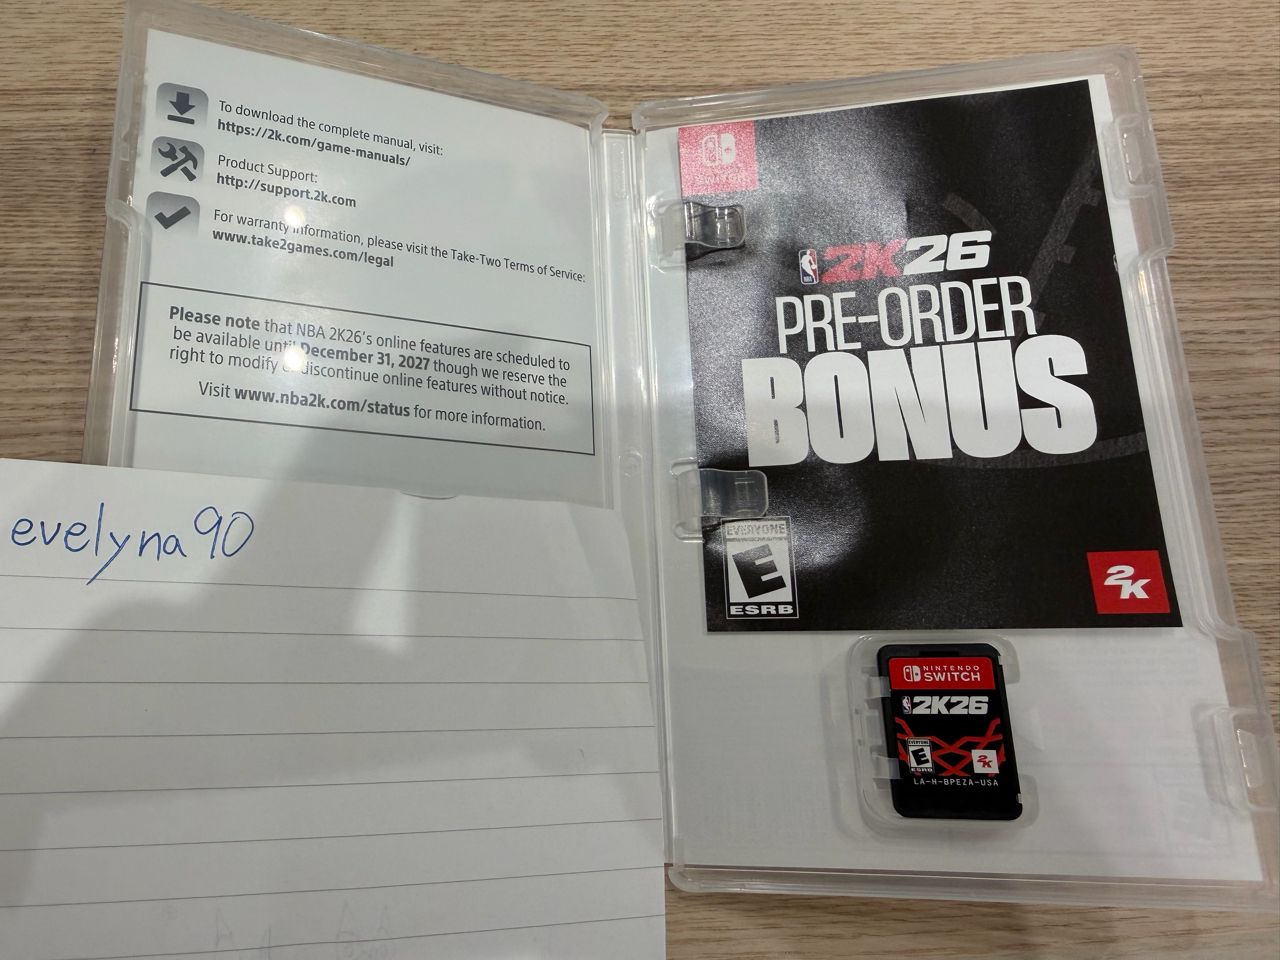 To download the complete manual, visit:
https://2k.com/game-manuals/
Product Support:
http://support.2k.com
For warranty information, please visit the Take-Two Terms of Service:
www.take2games.com/legal
Please note that NBA 2K26's online features are scheduled to
be available until December 31, 2027 though we reserve the
right to modify discontinue online features without notice.
Visit www.nba2k.com/status for more information.
evelyna90
SWITCH
NBA 2K26
PRE-ORDER
BONUS
EVERYONE
E
ESRB
2K
NINTENDO
SWITCH
NBA 2K26
EVERYONE
E
ESRB
2K
LA-H-BPEZA-USA